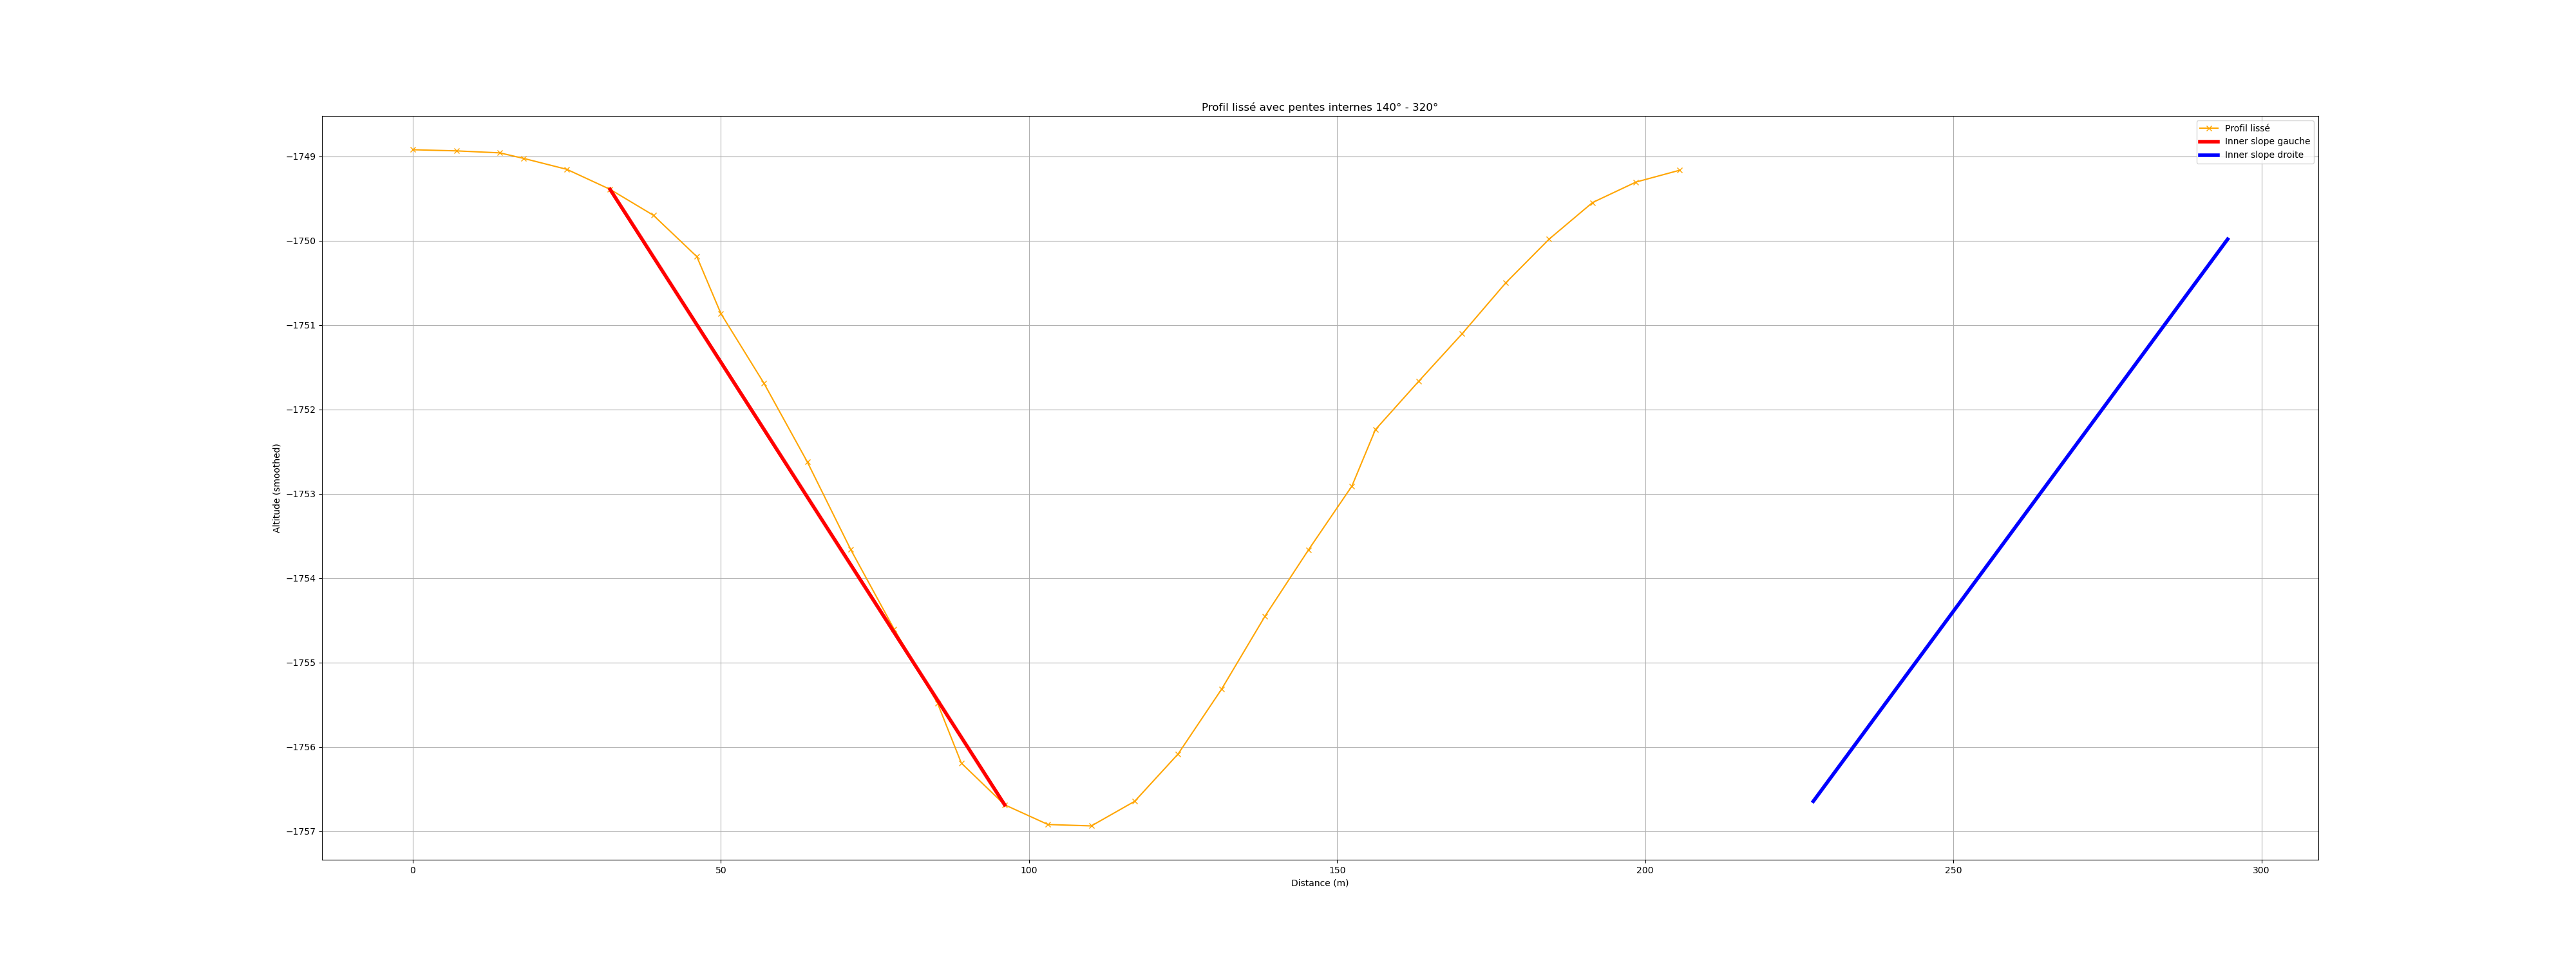 Profil lissé avec pentes internes 140° - 320°
Profil lissé
Inner slope gauche
Inner slope droite
Altitude (smoothed)
−1749
−1750
−1751
−1752
−1753
−1754
−1755
−1756
−1757
0 50 100 150 200 250 300
Distance (m)